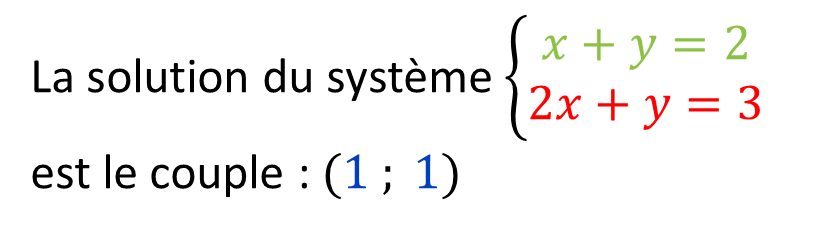 La solution du système { x + y = 2
2x + y = 3
est le couple : (1 ; 1)